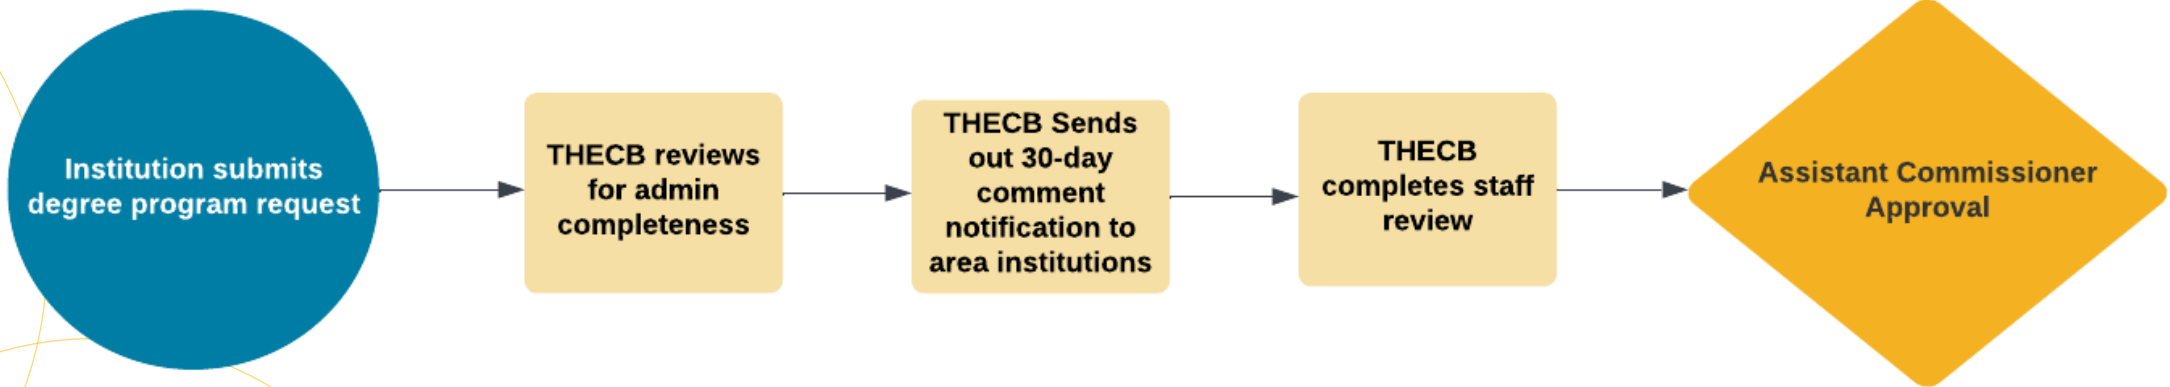 Institution submits
degree program request
THECB reviews
for admin
completeness
THECB Sends
out 30-day
comment
notification to
area institutions
THECB
completes staff
review
Assistant Commissioner
Approval